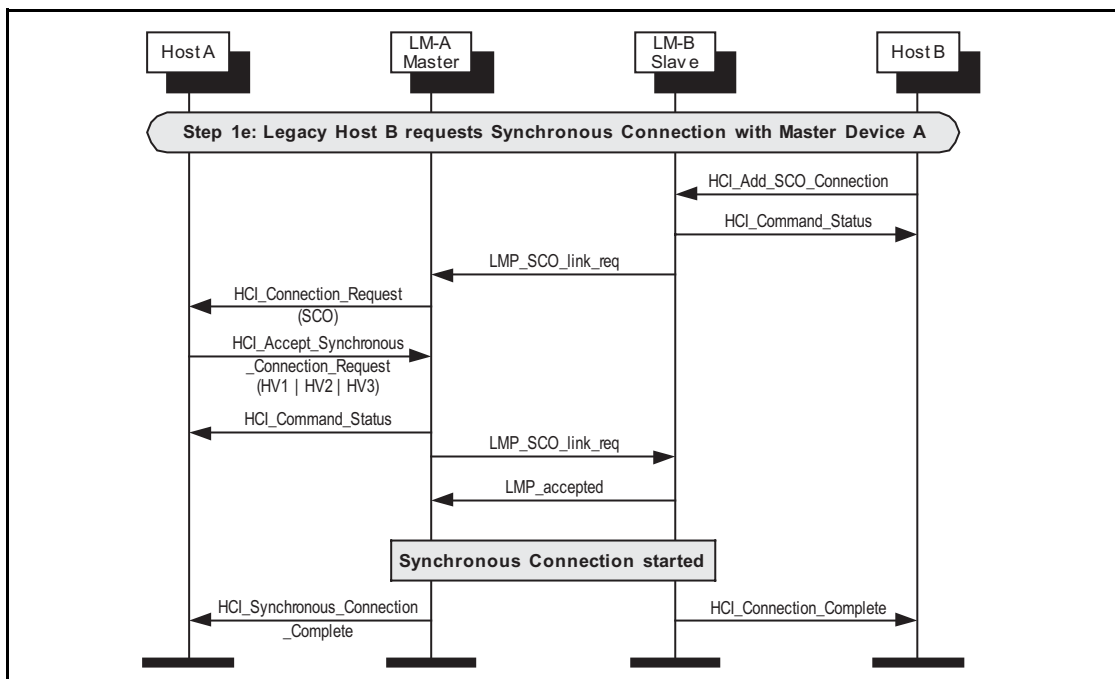 Host A
LM-A
Master
LM-B
Slave
Host B
Step 1e: Legacy Host B requests Synchronous Connection with Master Device A
HCI_Add_SCO_Connection
HCI_Command_Status
LMP_SCO_link_req
HCI_Connection_Request
(SCO)
HCI_Accept_Synchronous
_Connection_Request
(HV1 | HV2 | HV3)
HCI_Command_Status
LMP_SCO_link_req
LMP_accepted
Synchronous Connection started
HCI_Synchronous_Connection
_Complete
HCI_Connection_Complete